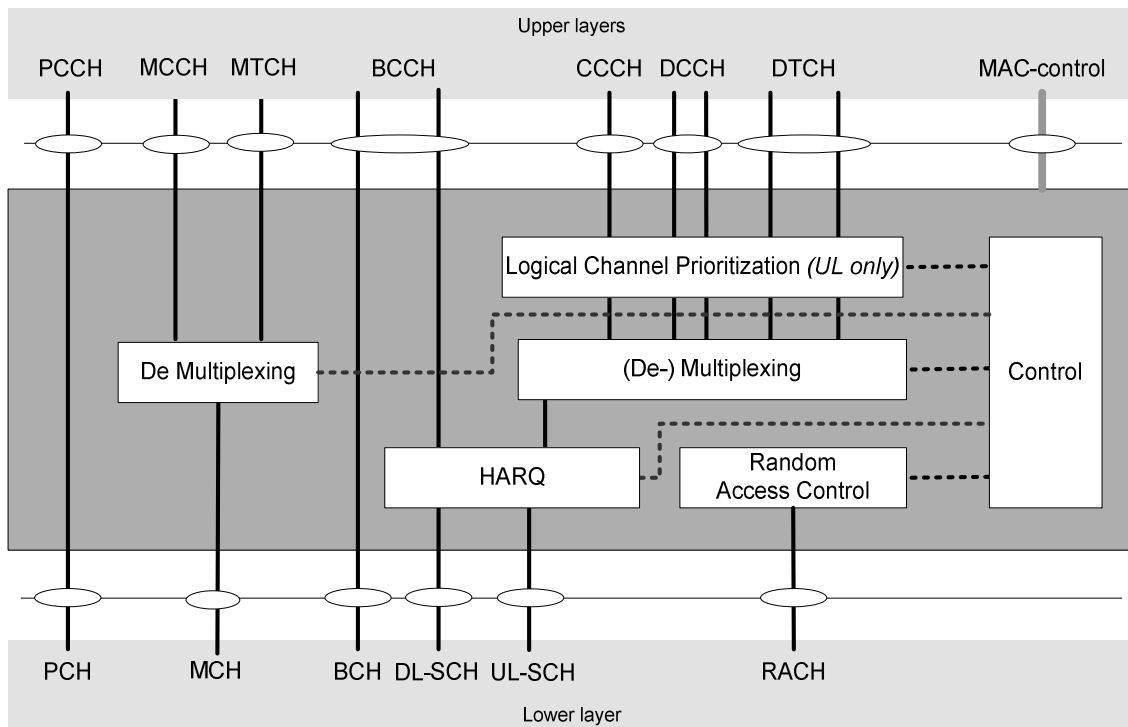 Upper layers
PCCH MCCH MTCH BCCH CCCH DCCH DTCH MAC-control
Logical Channel Prioritization (UL only)
De Multiplexing
(De-) Multiplexing
Control
HARQ
Random
Access Control
PCH MCH BCH DL-SCH UL-SCH RACH
Lower layer